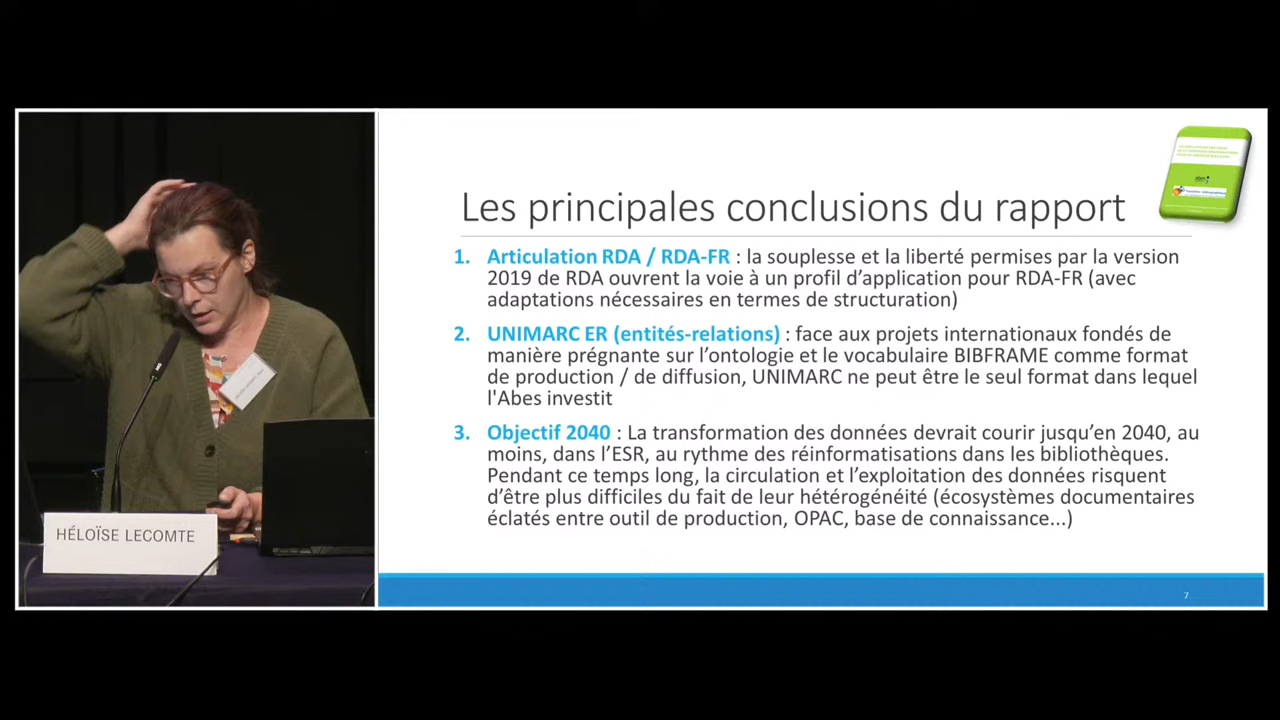 Les principales conclusions du rapport
1. Articulation RDA / RDA-FR : la souplesse et la liberté permises par la version
2019 de RDA ouvrent la voie à un profil d'application pour RDA-FR (avec
adaptations nécessaires en termes de structuration)
2. UNIMARC ER (entités-relations) : face aux projets internationaux fondés de
manière prégnante sur l'ontologie et le vocabulaire BIBFRAME comme format
de production / de diffusion, UNIMARC ne peut être le seul format dans lequel
l'Abes investit
3. Objectif 2040 : La transformation des données devrait courir jusqu'en 2040, au
moins, dans l'ESR, au rythme des réinformatisations dans les bibliothèques.
Pendant ce temps long, la circulation et l'exploitation des données risquent
d'être plus difficiles du fait de leur hétérogénéité (écosystèmes documentaires
éclatés entre outil de production, OPAC, base de connaissance...)
7
HÉLOÏSE LECOMTE
abes